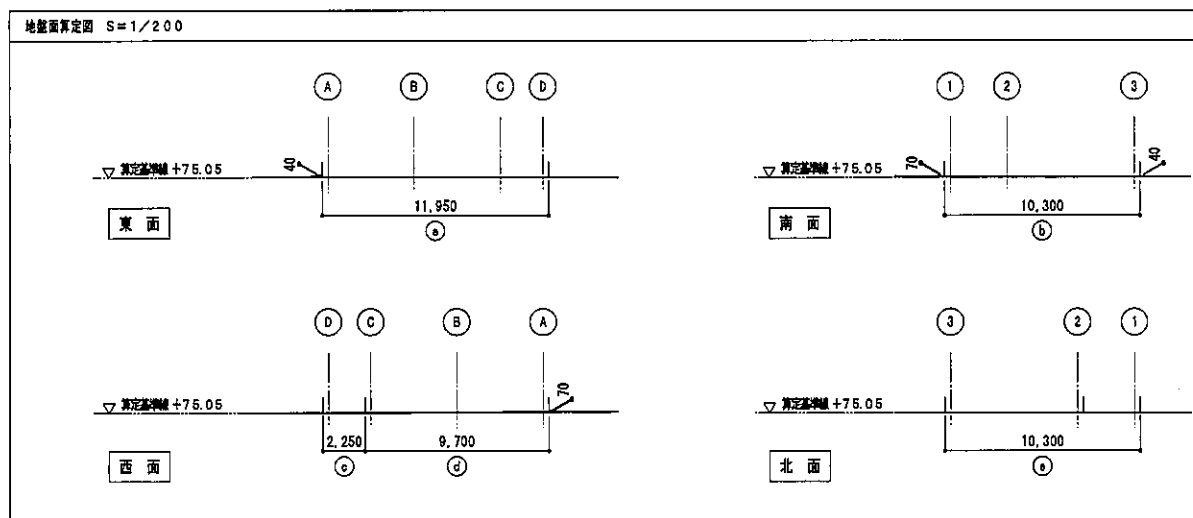 地盤面算定図 S=1/200
A B C D
40
算定基準線 +75.05
11,950
a
東面
1 2 3
70
40
算定基準線 +75.05
10,300
b
南面
D C B A
70
算定基準線 +75.05
2,250 9,700
c d
西面
3 2 1
算定基準線 +75.05
10,300
e
北面